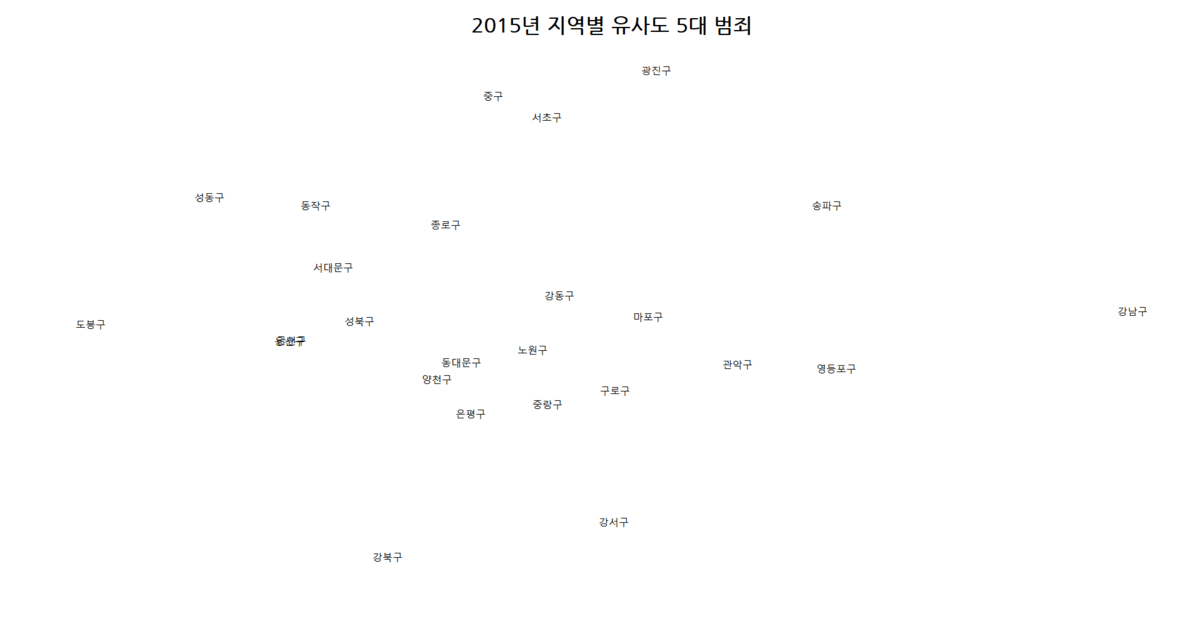 2015년 지역별 유사도 5대 범죄
광진구
중구
서초구
성동구
동작구
송파구
종로구
서대문구
강동구
강남구
마포구
성북구
도봉구
노원구
동대문구
관악구
영등포구
양천구
구로구
중랑구
은평구
강서구
강북구